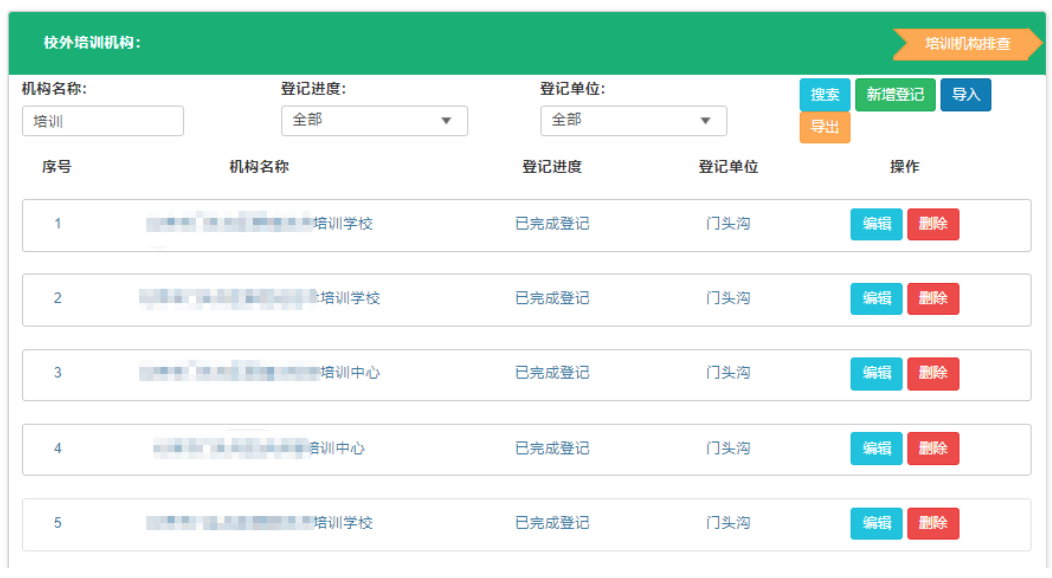 校外培训机构:
培训机构排查
机构名称: 登记进度: 登记单位:
培训 全部 全部 搜索 新增登记 导入
导出
序号 机构名称 登记进度 登记单位 操作
1 培训学校 已完成登记 门头沟 编辑 删除
2 培训学校 已完成登记 门头沟 编辑 删除
3 培训中心 已完成登记 门头沟 编辑 删除
4 培训中心 已完成登记 门头沟 编辑 删除
5 培训学校 已完成登记 门头沟 编辑 删除